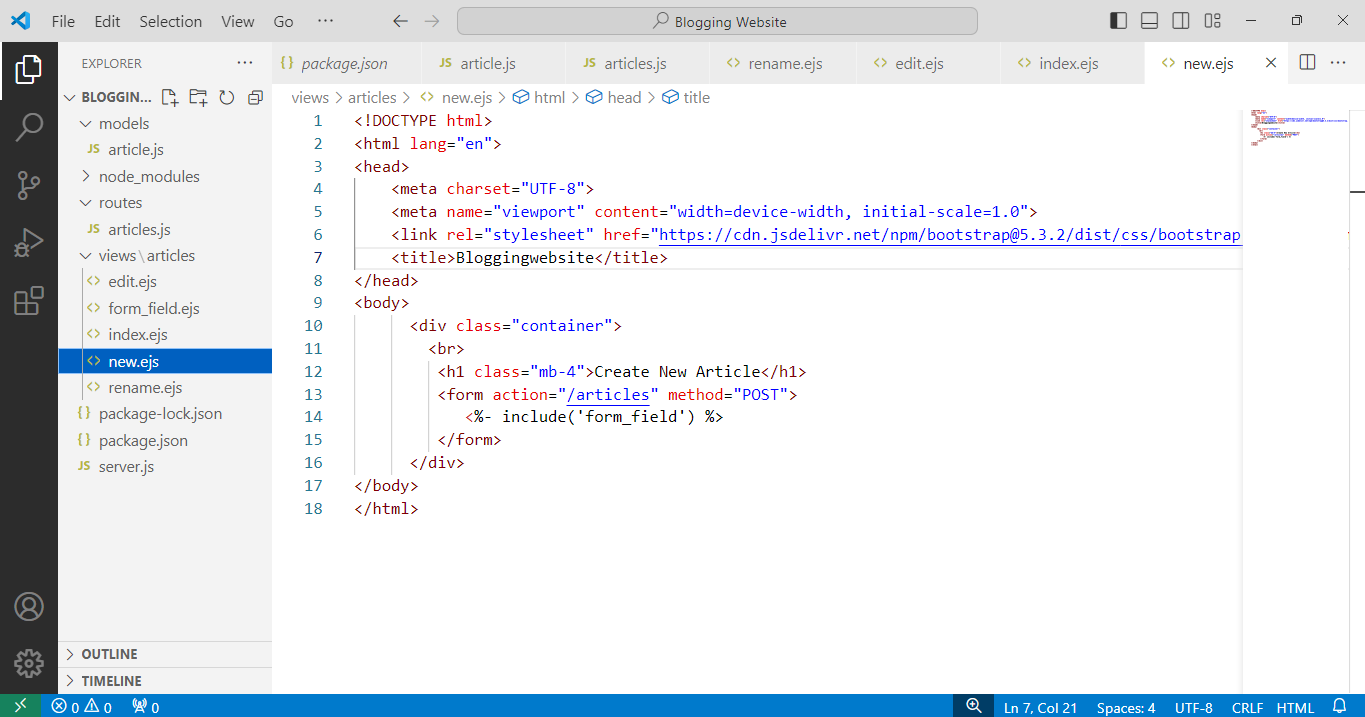 File Edit Selection View Go ··· Blogging Website
EXPLORER ···
{} package.json JS article.js JS articles.js <> rename.ejs <> edit.ejs <> index.ejs <> new.ejs ···
BLOGGIN...
models
JS article.js
node_modules
routes
JS articles.js
views\articles
<> edit.ejs
<> form_field.ejs
<> index.ejs
<> new.ejs
<> rename.ejs
{} package-lock.json
{} package.json
JS server.js
OUTLINE
TIMELINE
views > articles > <> new.ejs > html > head > title
1 <!DOCTYPE html>
2 <html lang="en">
3 <head>
4 <meta charset="UTF-8">
5 <meta name="viewport" content="width=device-width, initial-scale=1.0">
6 <link rel="stylesheet" href="https://cdn.jsdelivr.net/npm/bootstrap@5.3.2/dist/css/bootstrap
7 <title>Bloggingwebsite</title>
8 </head>
9 <body>
10 <div class="container">
11 <br>
12 <h1 class="mb-4">Create New Article</h1>
13 <form action="/articles" method="POST">
14 <%- include('form_field') %>
15 </form>
16 </div>
17 </body>
18 </html>
0 0 0 Ln 7, Col 21 Spaces: 4 UTF-8 CRLF HTML